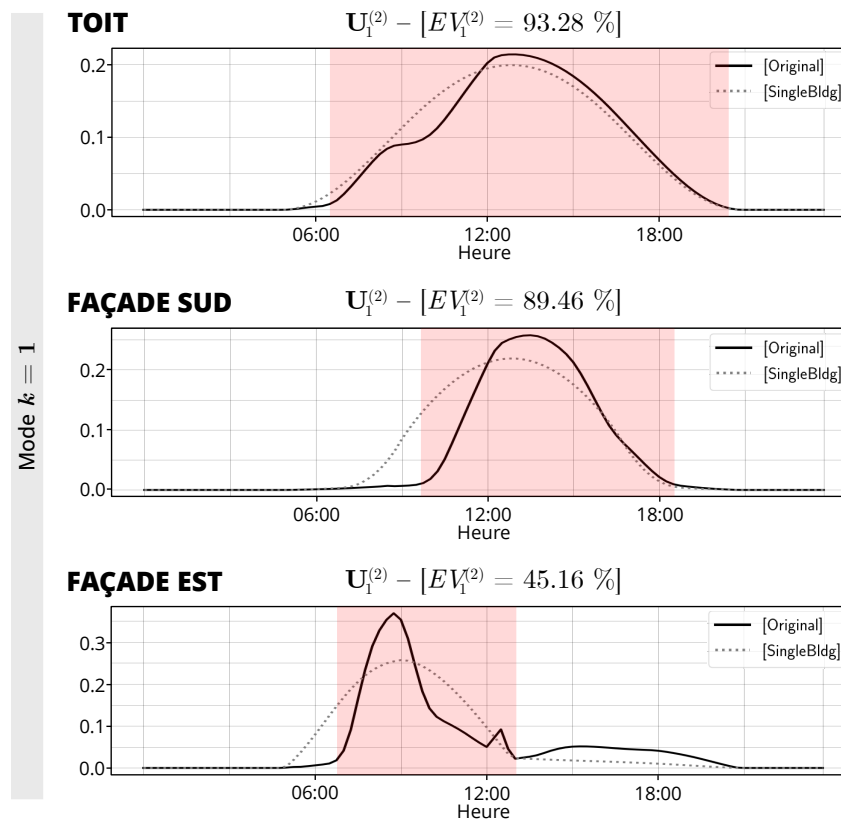 TOIT
U₁⁽²⁾ – [EV₁⁽²⁾ = 93.28 %]
[Original]
[SingleBldg]
0.2
0.1
0.0
06:00 12:00 18:00
Heure
FAÇADE SUD
U₁⁽²⁾ – [EV₁⁽²⁾ = 89.46 %]
[Original]
[SingleBldg]
0.2
0.1
0.0
06:00 12:00 18:00
Heure
Mode k = 1
FAÇADE EST
U₁⁽²⁾ – [EV₁⁽²⁾ = 45.16 %]
[Original]
[SingleBldg]
0.3
0.2
0.1
0.0
06:00 12:00 18:00
Heure